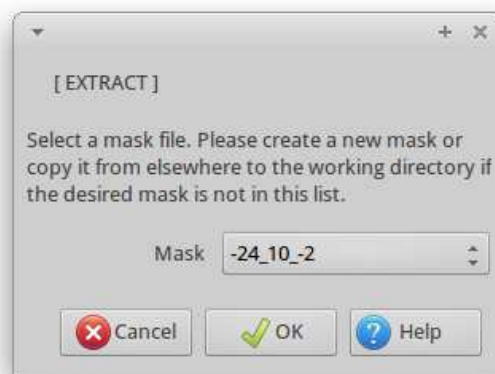 [ EXTRACT ]
Select a mask file. Please create a new mask or
copy it from elsewhere to the working directory if
the desired mask is not in this list.
Mask -24_10_-2
Cancel OK Help